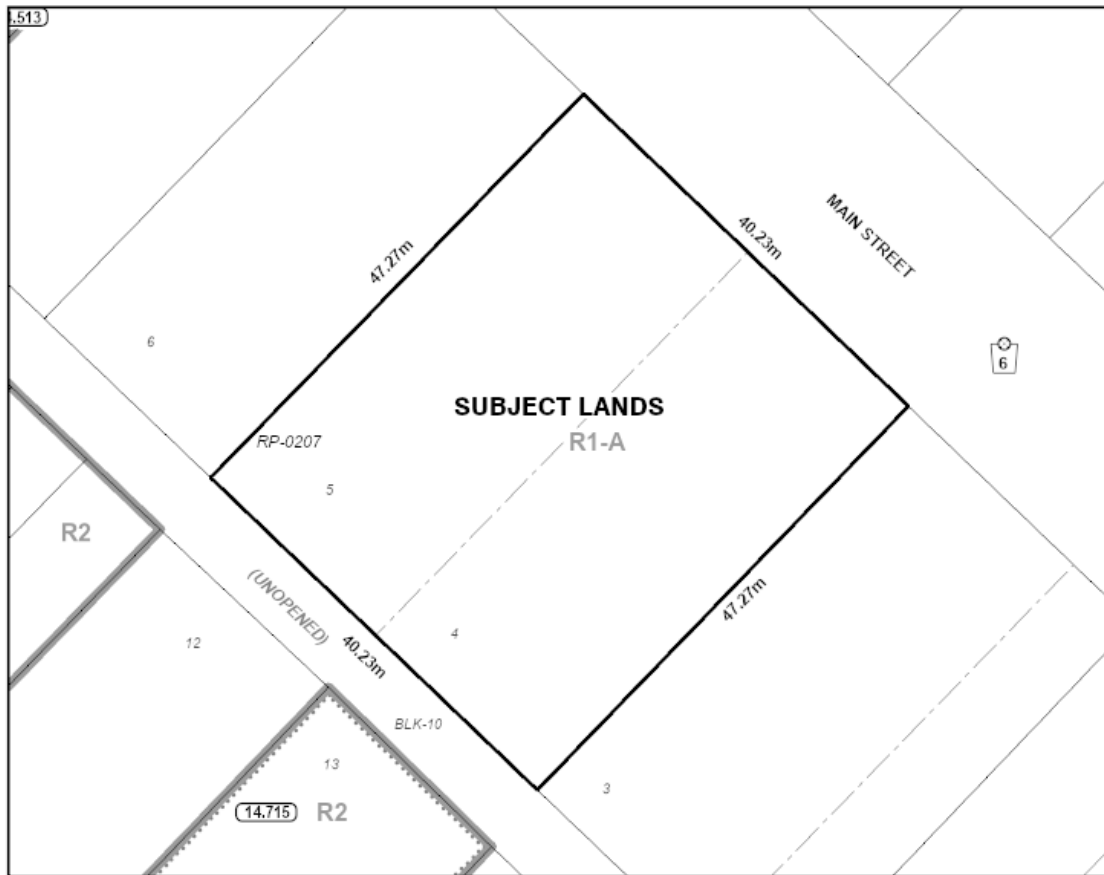 .513
40.23m
MAIN STREET
47.27m
6
6
SUBJECT LANDS
R1-A
RP-0207
5
R2
(UNOPENED)
47.27m
12
4
40.23m
BLK-10
13
3
14.715
R2